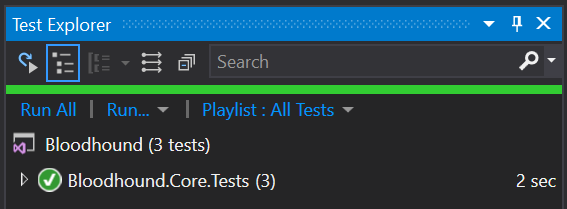 Test Explorer
Search
Run All | Run... | Playlist : All Tests
Bloodhound (3 tests)
Bloodhound.Core.Tests (3) 2 sec